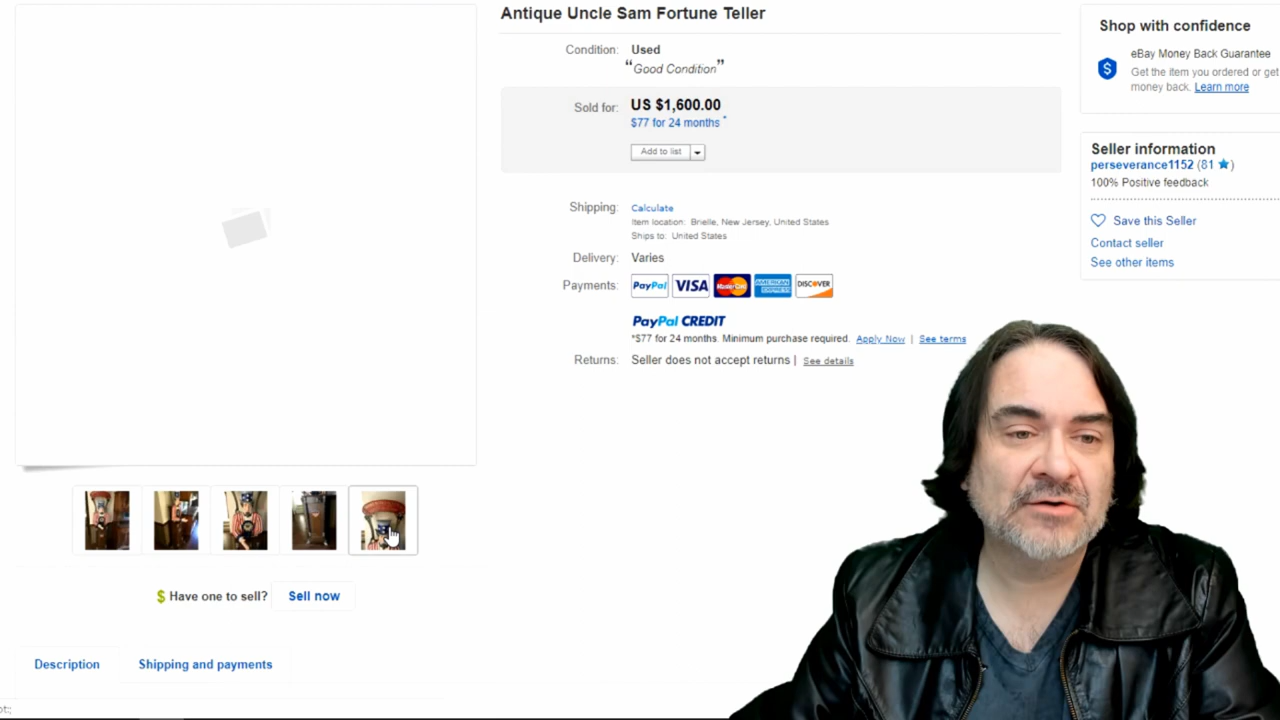 Antique Uncle Sam Fortune Teller
Condition: Used
“Good Condition”
Sold for: US $1,600.00
$77 for 24 months *
Add to list
Shipping: Calculate
Item location: Brielle, New Jersey, United States
Ships to: United States
Delivery: Varies
Payments: PayPal VISA MasterCard AMERICAN EXPRESS DISCOVER
PayPal CREDIT
*$77 for 24 months. Minimum purchase required. Apply Now | See terms
Returns: Seller does not accept returns | See details
Shop with confidence
eBay Money Back Guarantee
Get the item you ordered or get
money back. Learn more
Seller information
perseverance1152 (81 ★)
100% Positive feedback
Save this Seller
Contact seller
See other items
$ Have one to sell? Sell now
Description Shipping and payments